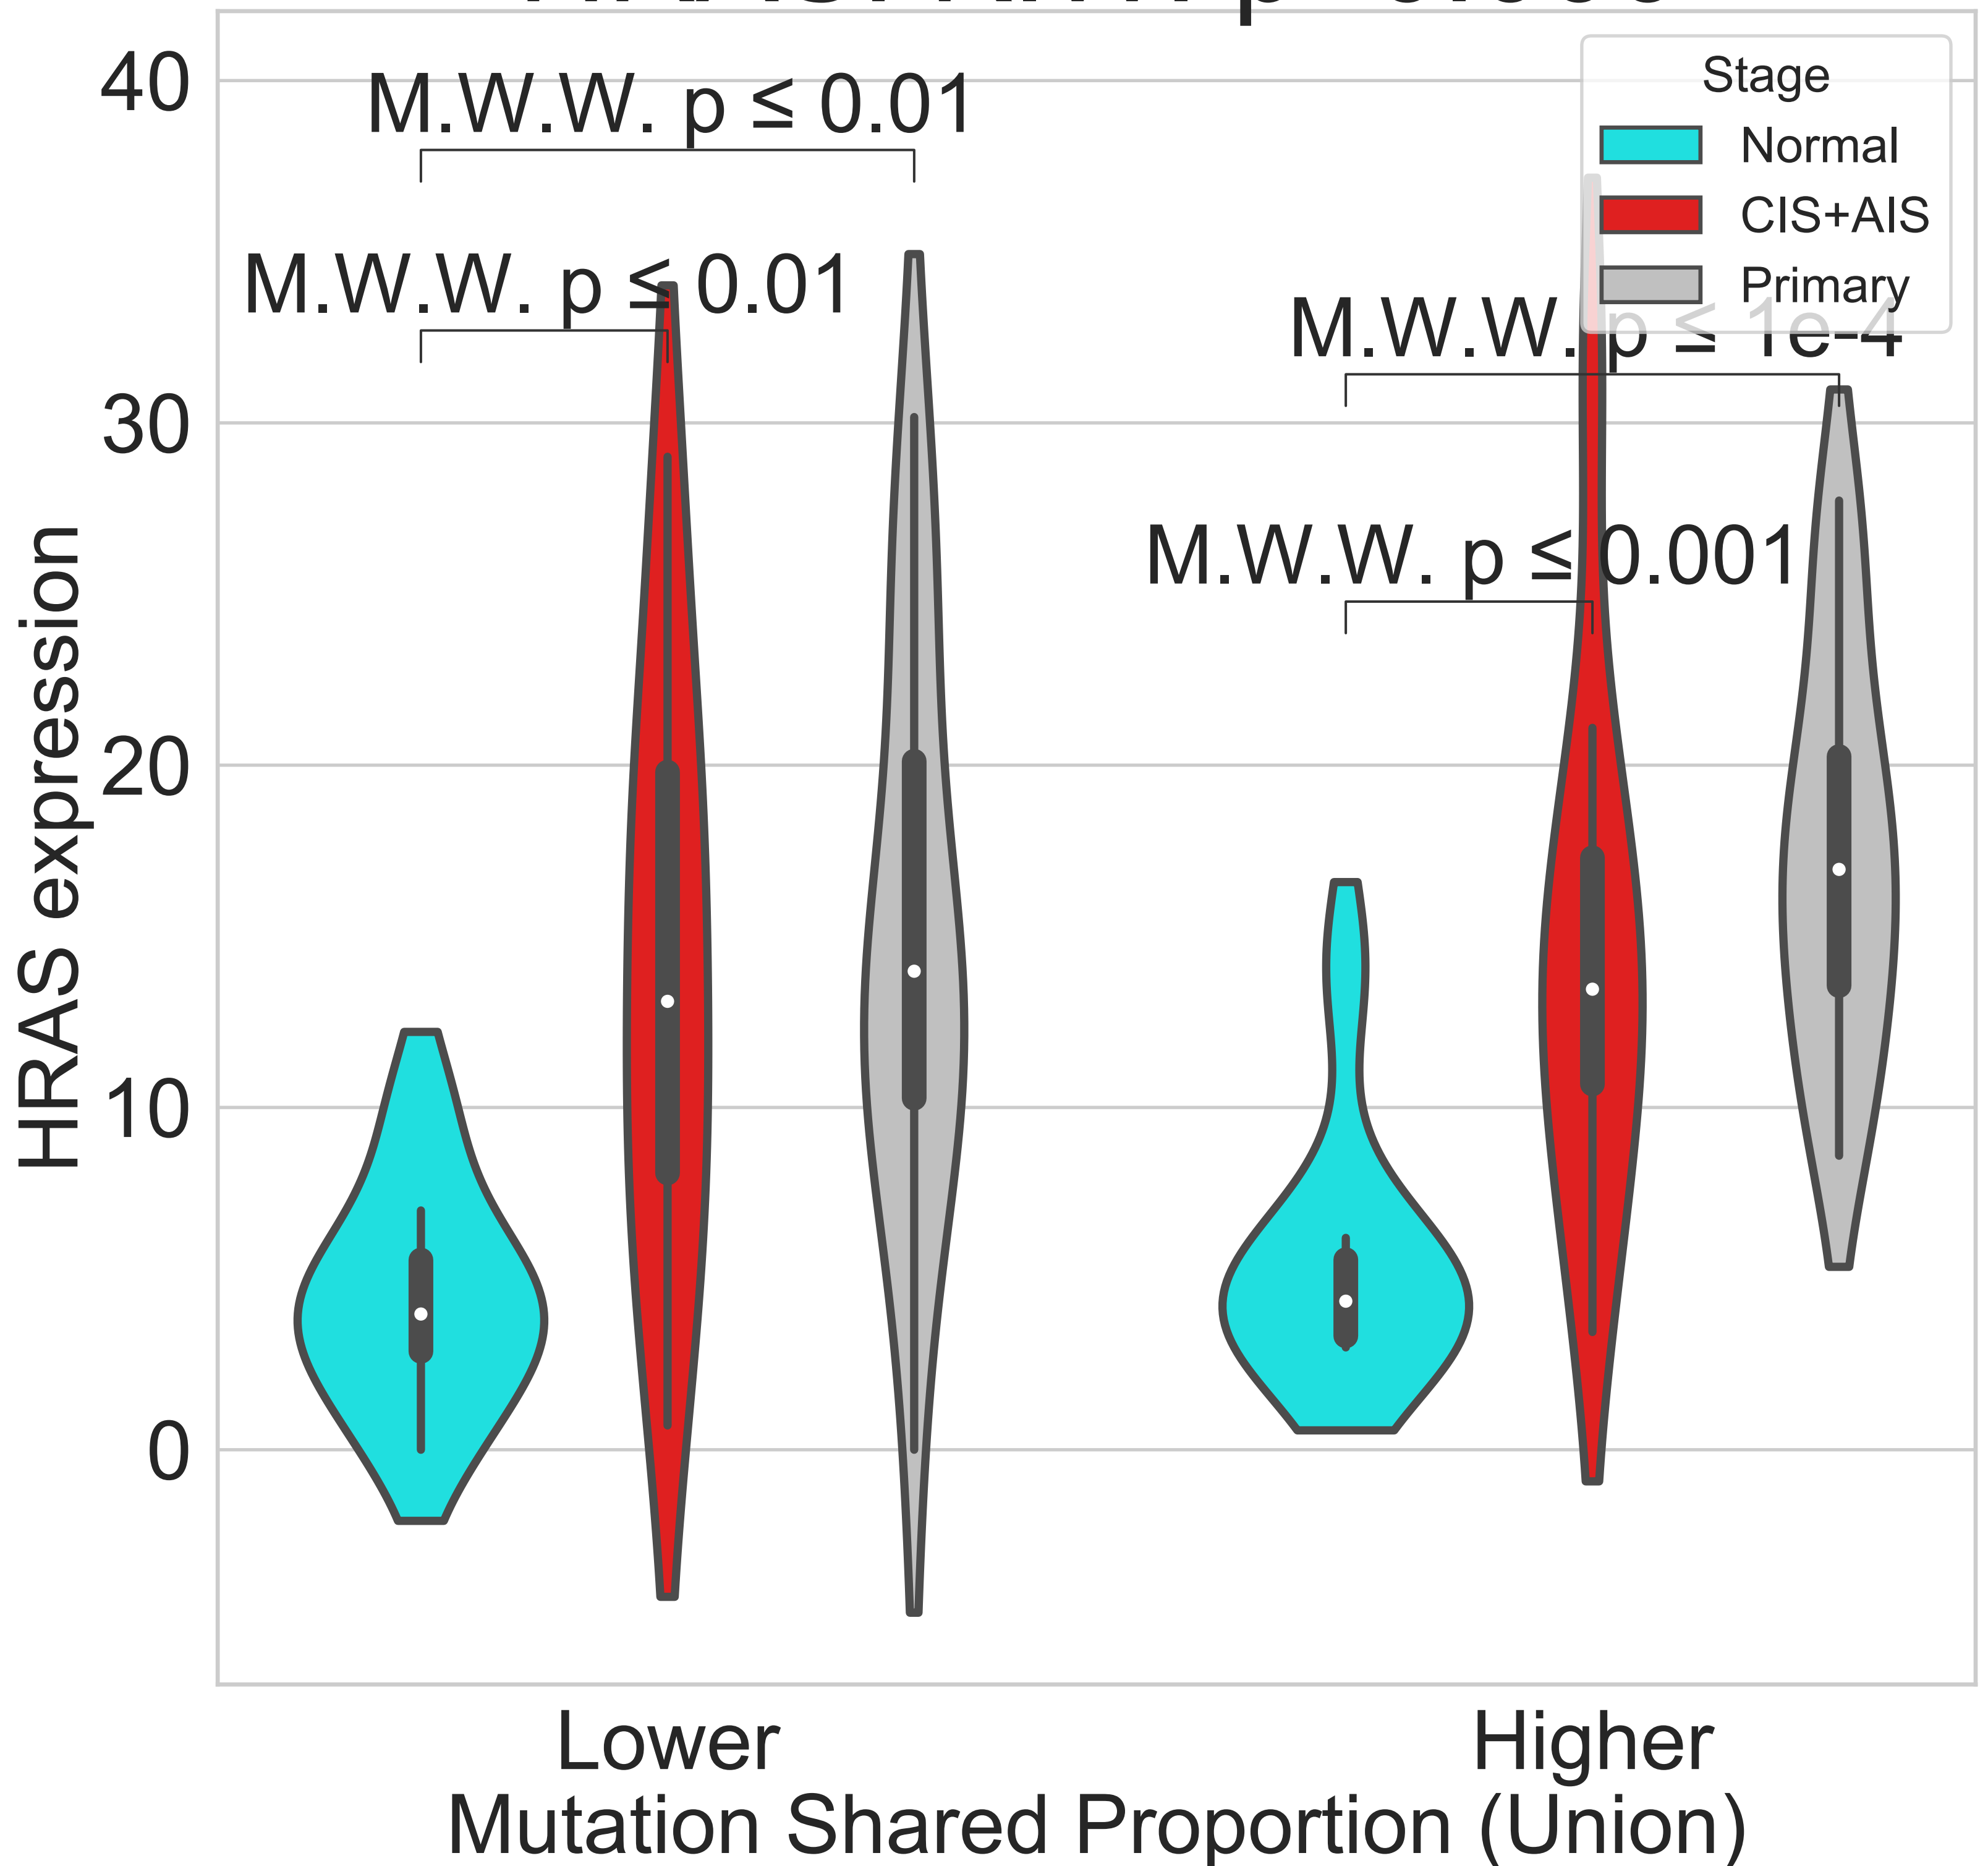 40
30
20
10
0
HRAS expression
M.W.W. p ≤ 0.01
M.W.W. p ≤ 0.01
M.W.W. p ≤ 1e-4
M.W.W. p ≤ 0.001
Stage
Normal
CIS+AIS
Primary
Lower
Higher
Mutation Shared Proportion (Union)